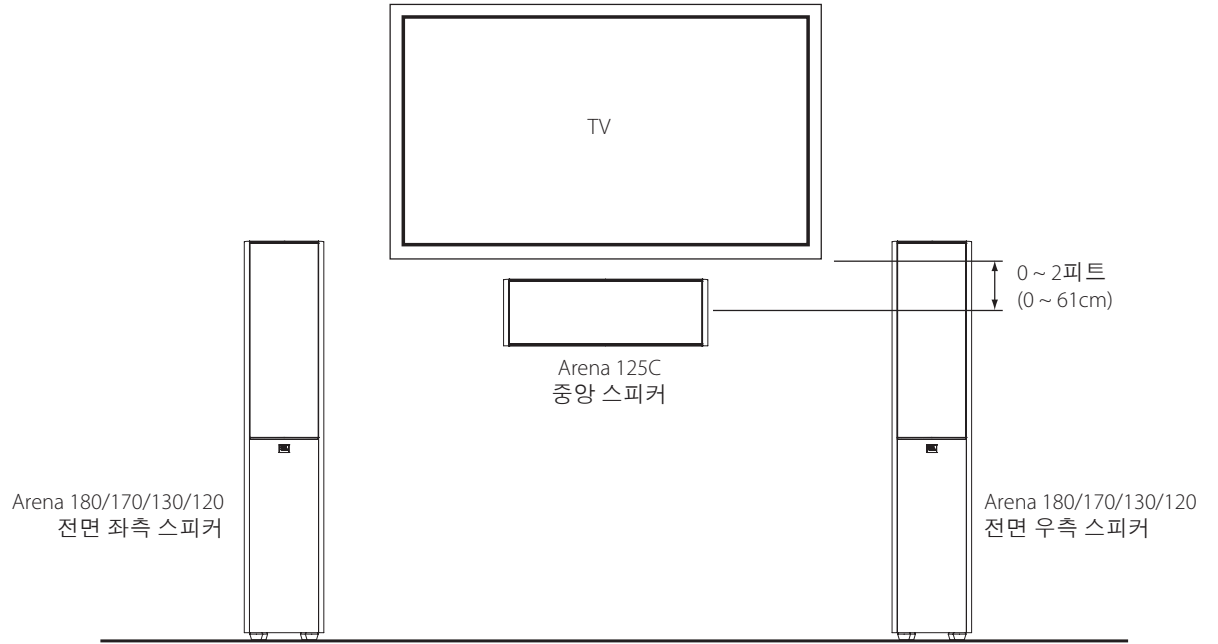 TV
0 ~ 2피트
(0 ~ 61cm)
Arena 125C
중앙 스피커
Arena 180/170/130/120
전면 좌측 스피커
Arena 180/170/130/120
전면 우측 스피커